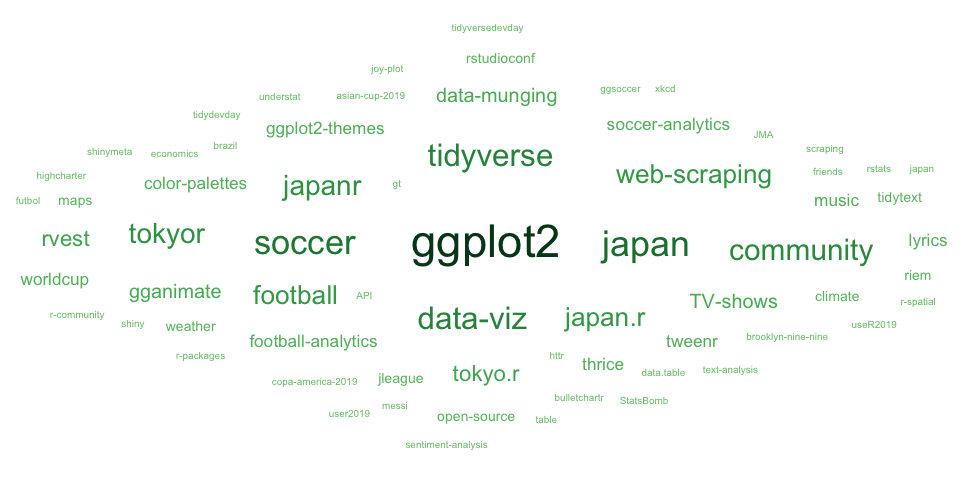 tidyversedevday
rstudioconf
joy-plot
understat
asian-cup-2019
data-munging
ggsoccer
xkcd
tidydevday
ggplot2-themes
soccer-analytics
JMA
shinymeta
economics
brazil
tidyverse
scraping
highcharter
color-palettes
japanr
gt
web-scraping
friends
rstats
japan
futbol
maps
music
tidytext
rvest
tokyor
soccer
ggplot2
japan
community
lyrics
worldcup
gganimate
football
API
TV-shows
climate
riem
r-spatial
r-community
shiny
weather
data-viz
japan.r
useR2019
football-analytics
tweenr
brooklyn-nine-nine
r-packages
httr
thrice
copa-america-2019
jleague
tokyo.r
data.table
text-analysis
user2019
messi
open-source
bulletchartr
StatsBomb
table
sentiment-analysis